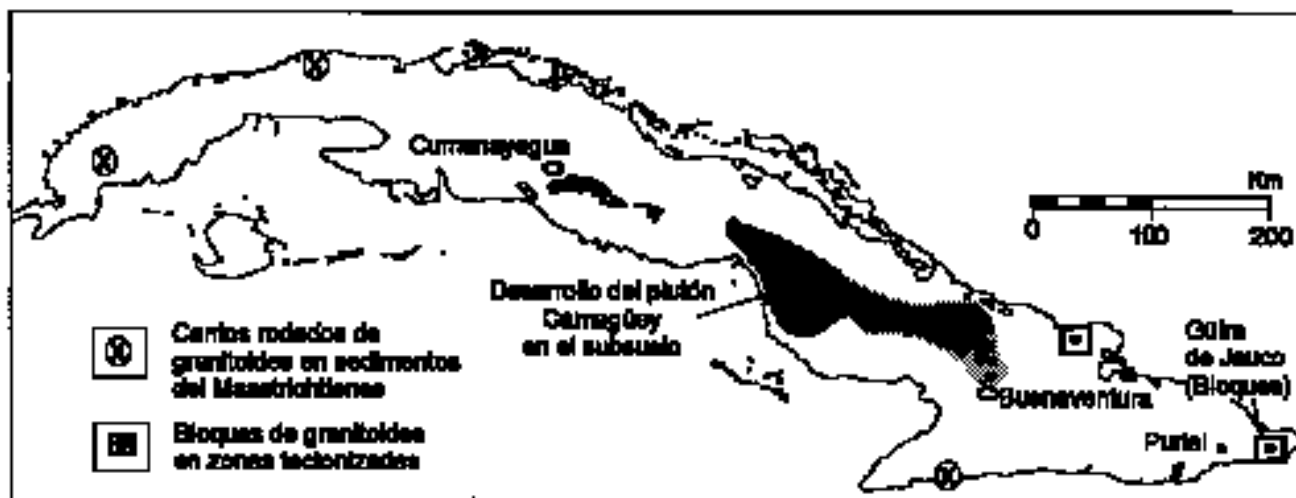 Cumanayagua
Km
0 100 200
Desarrollo del plutón
Camagüey
en el subsuelo
Güira
de Jauco
(Bloques)
Buenaventura
Purial
Cantos rodados de
granitoides en sedimentos
del Maastrichtienes
Bloques de granitoides
en zonas tectonizadas